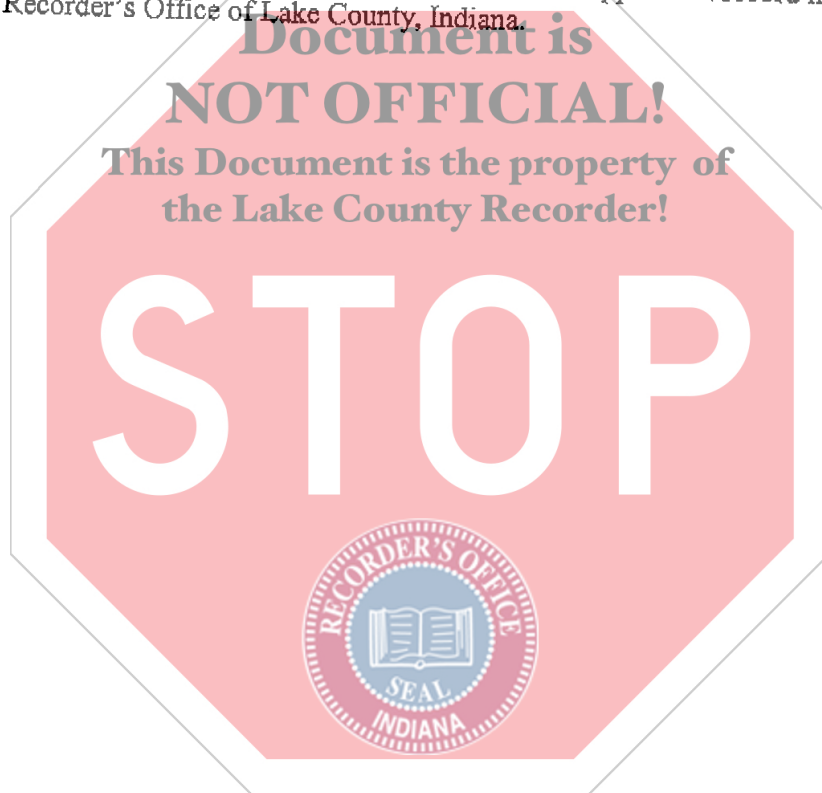 Recorder's Office of Lake County, Indiana.
Document is
NOT OFFICIAL!
This Document is the property of
the Lake County Recorder!
STOP
RECORDER'S OFFICE
SEAL
INDIANA